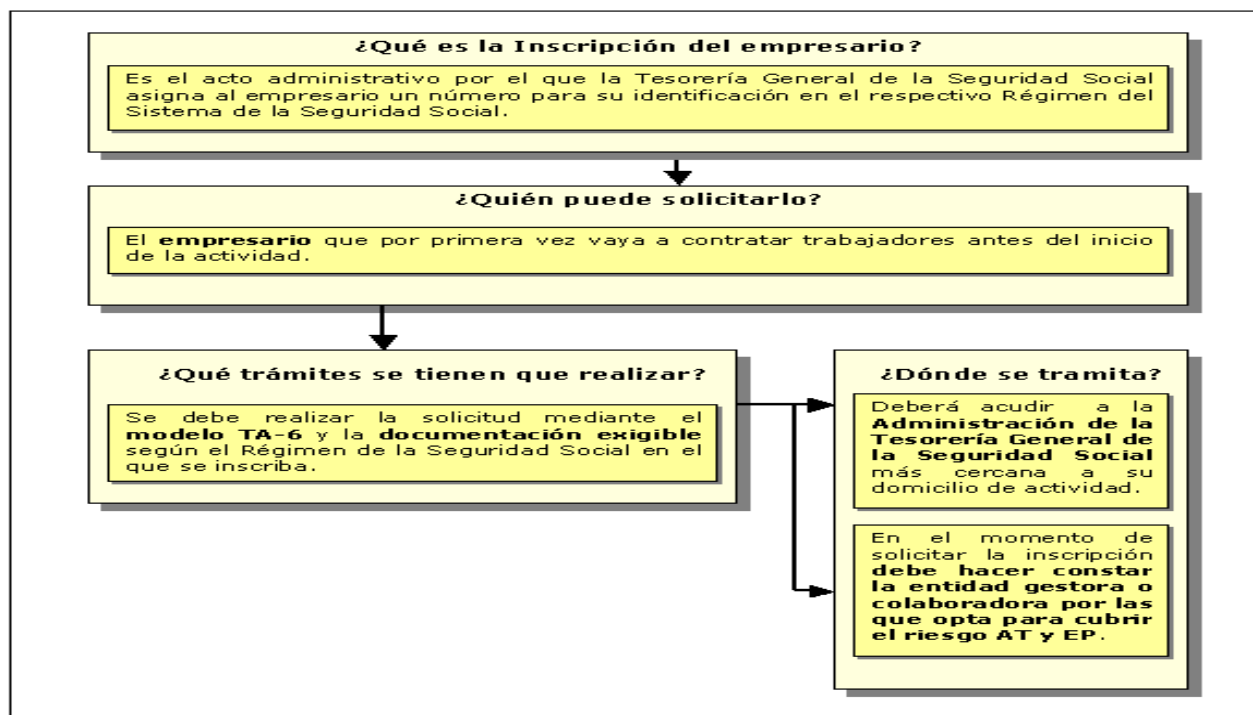 ¿Qué es la Inscripción del empresario?
Es el acto administrativo por el que la Tesorería General de la Seguridad Social
asigna al empresario un número para su identificación en el respectivo Régimen del
Sistema de la Seguridad Social.
¿Quién puede solicitarlo?
El empresario que por primera vez vaya a contratar trabajadores antes del inicio
de la actividad.
¿Qué trámites se tienen que realizar?
Se debe realizar la solicitud mediante el
modelo TA-6 y la documentación exigible
según el Régimen de la Seguridad Social en el
que se inscriba.
¿Dónde se tramita?
Deberá acudir a la
Administración de la
Tesorería General de
la Seguridad Social
más cercana a su
domicilio de actividad.
En el momento de
solicitar la inscripción
debe hacer constar
la entidad gestora o
colaboradora por las
que opta para cubrir
el riesgo AT y EP.